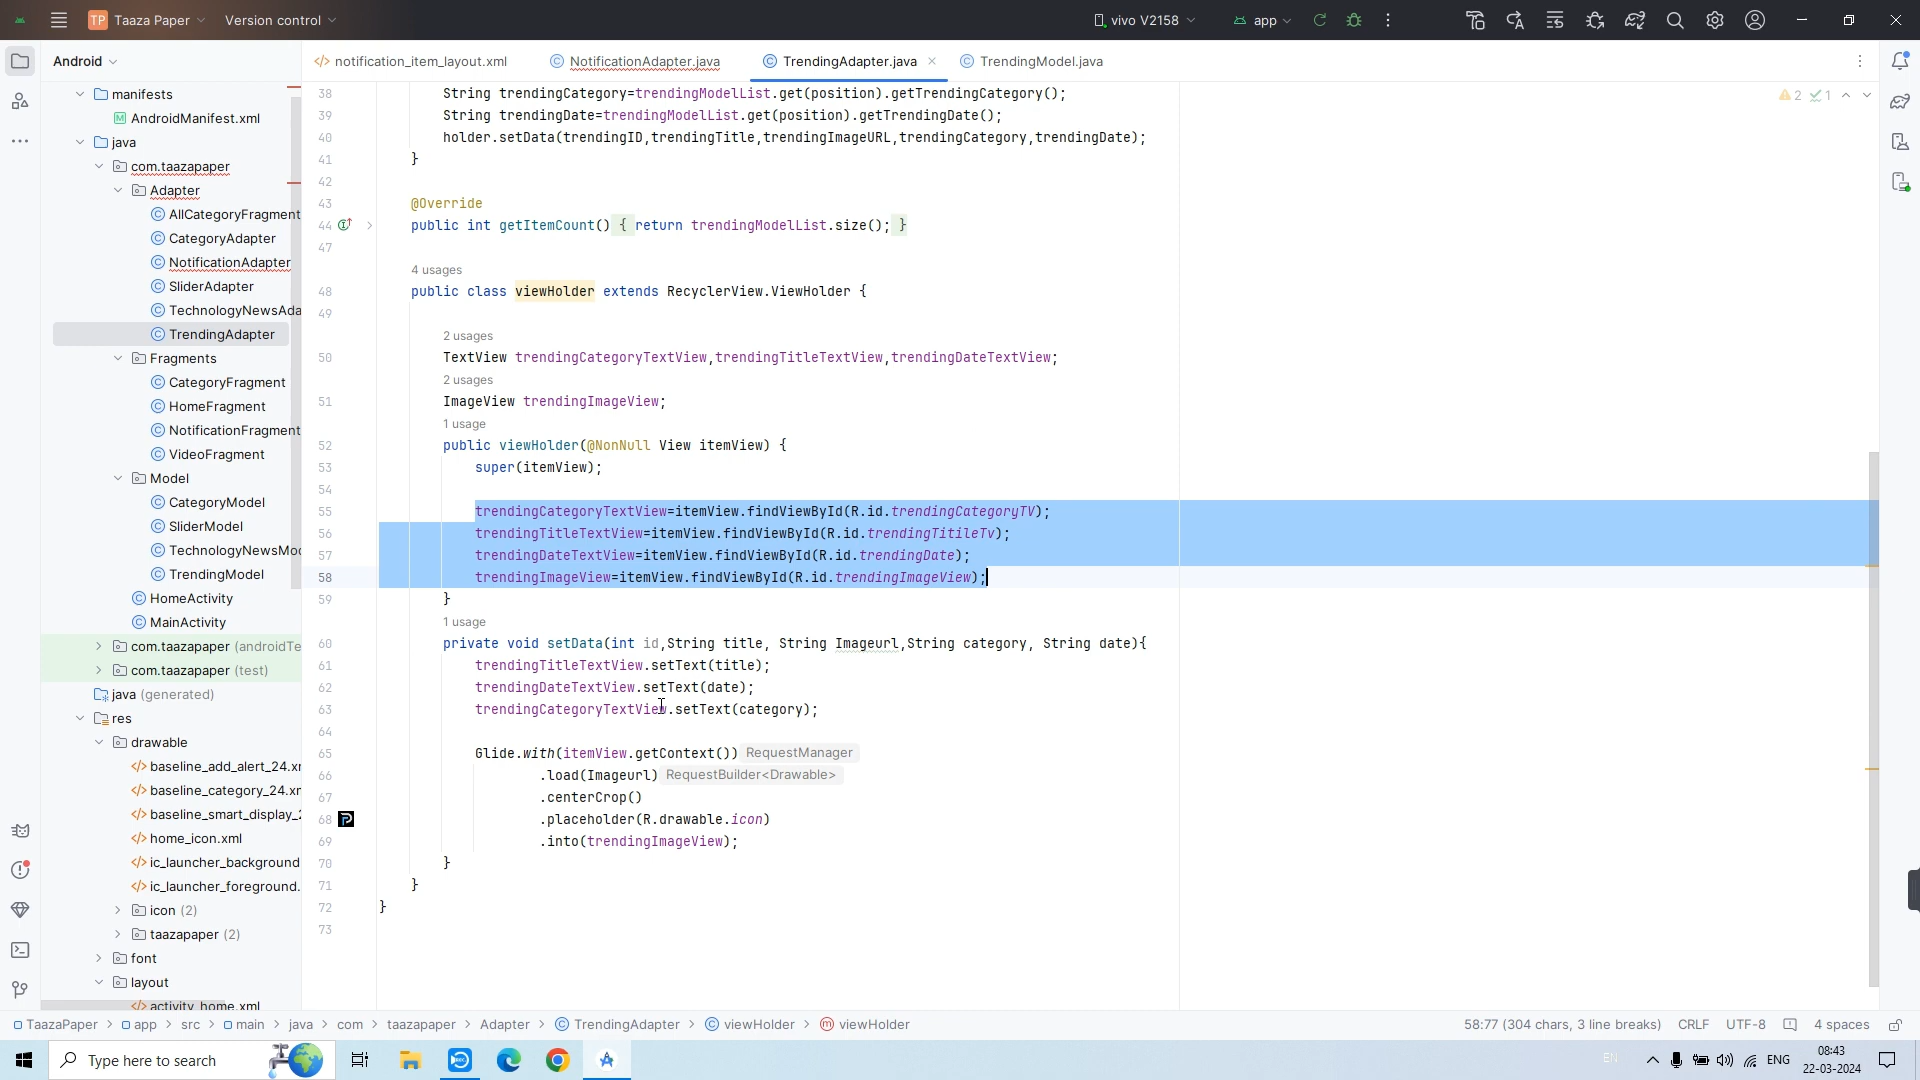 TP Taaza Paper Version control vivo V2158 app
Android
notification_item_layout.xml NotificationAdapter.java TrendingAdapter.java TrendingModel.java
manifests
AndroidManifest.xml
java
com.taazapaper
Adapter
AllCategoryFragment
CategoryAdapter
NotificationAdapter
SliderAdapter
TechnologyNewsAda
TrendingAdapter
Fragments
CategoryFragment
HomeFragment
NotificationFragment
VideoFragment
Model
CategoryModel
SliderModel
TechnologyNewsMo
TrendingModel
HomeActivity
MainActivity
com.taazapaper (androidTe
com.taazapaper (test)
java (generated)
res
drawable
baseline_add_alert_24.xm
baseline_category_24.xm
baseline_smart_display_2
home_icon.xml
ic_launcher_background
ic_launcher_foreground.
icon (2)
taazapaper (2)
font
layout
activity_home.xml
2 1
38 String trendingCategory=trendingModelList.get(position).getTrendingCategory();
39 String trendingDate=trendingModelList.get(position).getTrendingDate();
40 holder.setData(trendingID,trendingTitle,trendingImageURL,trendingCategory,trendingDate);
41 }
42
43 @Override
44 public int getItemCount() { return trendingModelList.size(); }
47
4 usages
48 public class viewHolder extends RecyclerView.ViewHolder {
49
2 usages
50 TextView trendingCategoryTextView,trendingTitleTextView,trendingDateTextView;
2 usages
51 ImageView trendingImageView;
1 usage
52 public viewHolder(@NonNull View itemView) {
53 super(itemView);
54
55 trendingCategoryTextView=itemView.findViewById(R.id.trendingCategoryTV);
56 trendingTitleTextView=itemView.findViewById(R.id.trendingTitileTv);
57 trendingDateTextView=itemView.findViewById(R.id.trendingDate);
58 trendingImageView=itemView.findViewById(R.id.trendingImageView);
59 }
1 usage
60 private void setData(int id,String title, String Imageurl,String category, String date){
61 trendingTitleTextView.setText(title);
62 trendingDateTextView.setText(date);
63 trendingCategoryTextView.setText(category);
64
65 Glide.with(itemView.getContext()) RequestManager
66 .load(Imageurl) RequestBuilder<Drawable>
67 .centerCrop()
68 .placeholder(R.drawable.icon)
69 .into(trendingImageView);
70 }
71 }
72 }
73
TaazaPaper > app > src > main > java > com > taazapaper > Adapter > TrendingAdapter > viewHolder > viewHolder 58:77 (304 chars, 3 line breaks) CRLF UTF-8 4 spaces
Type here to search EN ENG 08:43
22-03-2024